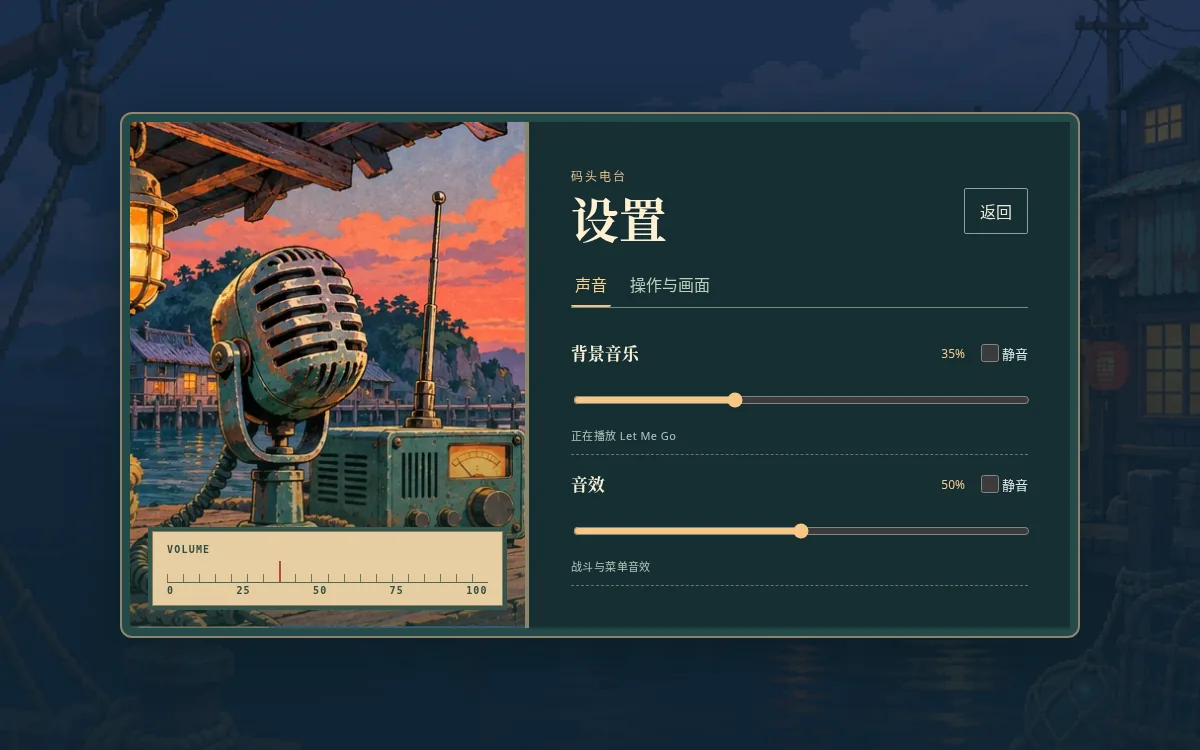 码头电台
设置
返回
声音 操作与画面
背景音乐 35% 静音
正在播放 Let Me Go
音效 50% 静音
战斗与菜单音效
VOLUME
0 25 50 75 100